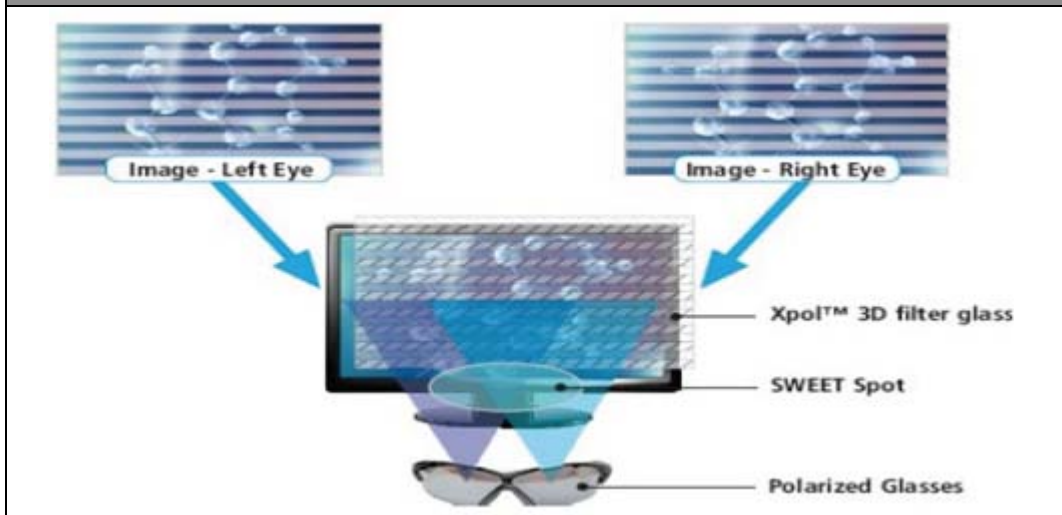 Image - Left Eye
Image - Right Eye
Xpol™ 3D filter glass
SWEET Spot
Polarized Glasses